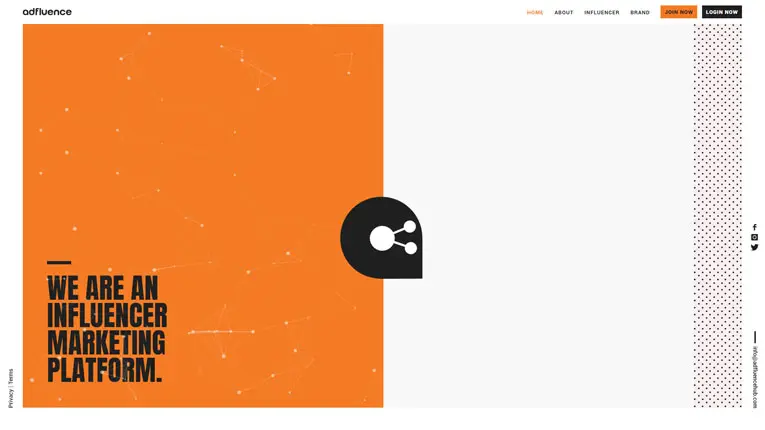 adfluence
HOME
ABOUT
INFLUENCER
BRAND
JOIN NOW
LOGIN NOW
WE ARE AN
INFLUENCER
MARKETING
PLATFORM.
Privacy | Terms
info@adfluencehub.com